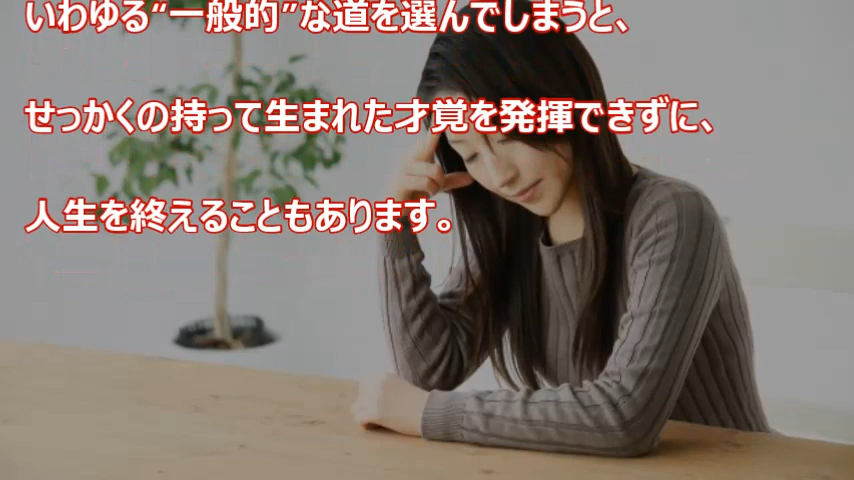 いわゆる“一般的”な道を選んでしまうと、
せっかくの持って生まれた才覚を発揮できずに、
人生を終えることもあります。